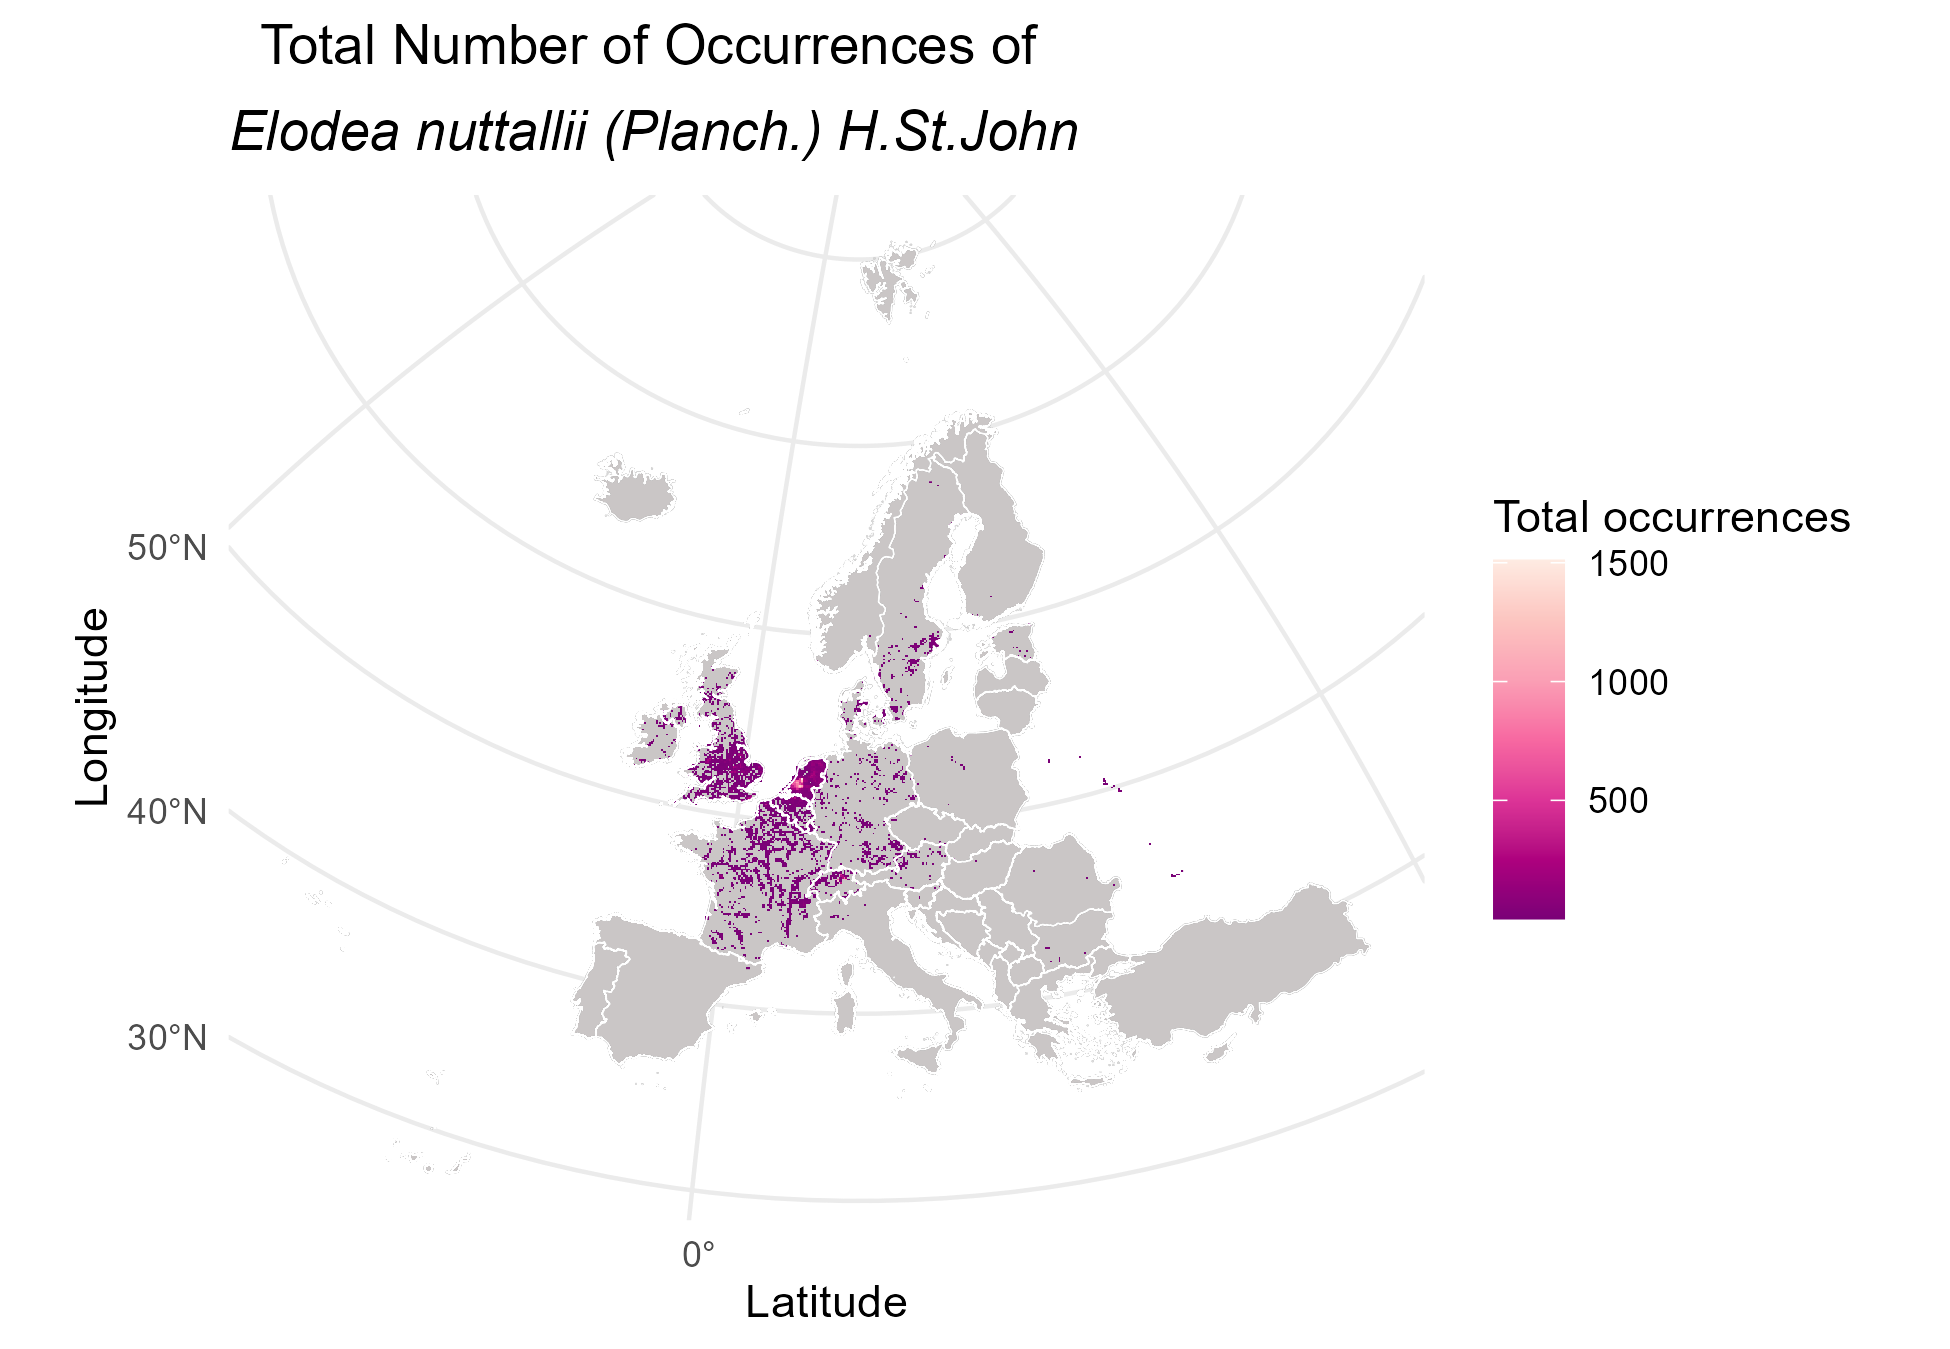 Total Number of Occurrences of
Elodea nuttallii (Planch.) H.St.John
Total occurrences
1500
1000
500
50°N
40°N
30°N
Longitude
0°
Latitude